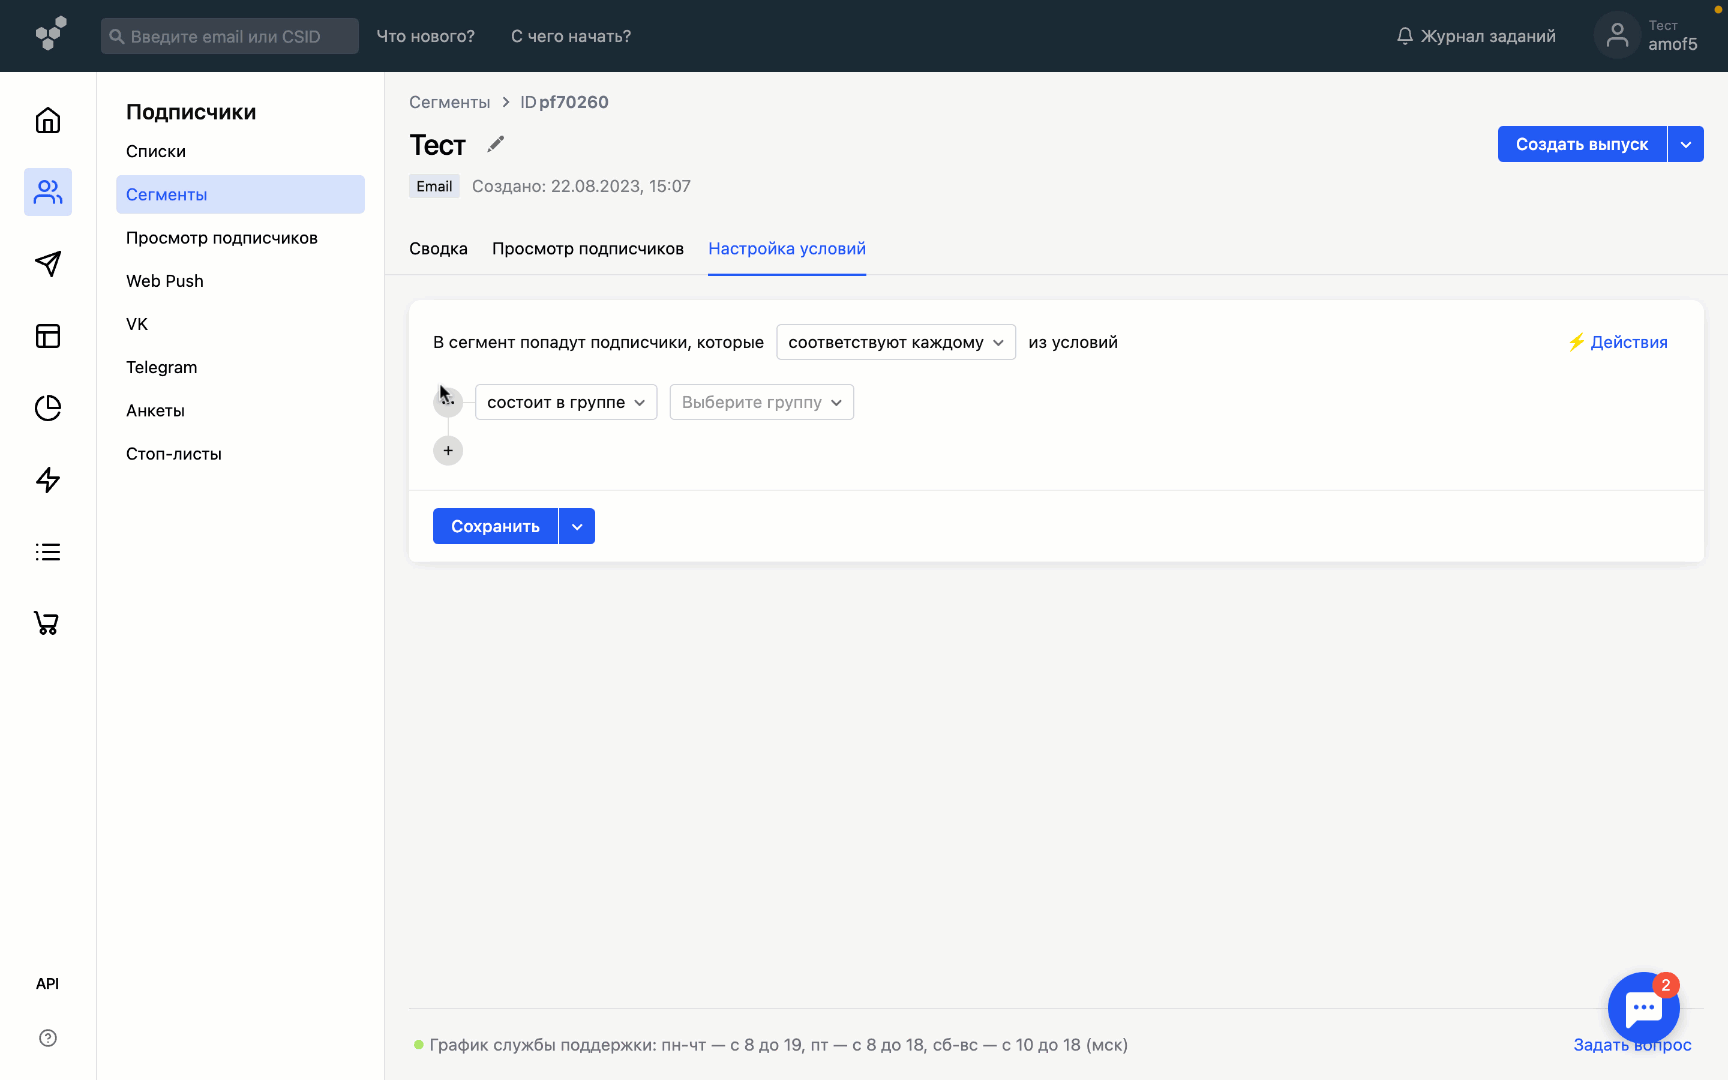 Введите email или CSID
Что нового?
С чего начать?
Журнал заданий
Тест
amof5
Подписчики
Списки
Сегменты
Просмотр подписчиков
Web Push
VK
Telegram
Анкеты
Стоп-листы
API
Сегменты > ID pf70260
Тест
Создать выпуск
Email Создано: 22.08.2023, 15:07
Сводка Просмотр подписчиков Настройка условий
В сегмент попадут подписчики, которые соответствуют каждому из условий
Действия
состоит в группе Выберите группу
+
Сохранить
2
График службы поддержки: пн-чт — с 8 до 19, пт — с 8 до 18, сб-вс — с 10 до 18 (мск)
Задать вопрос